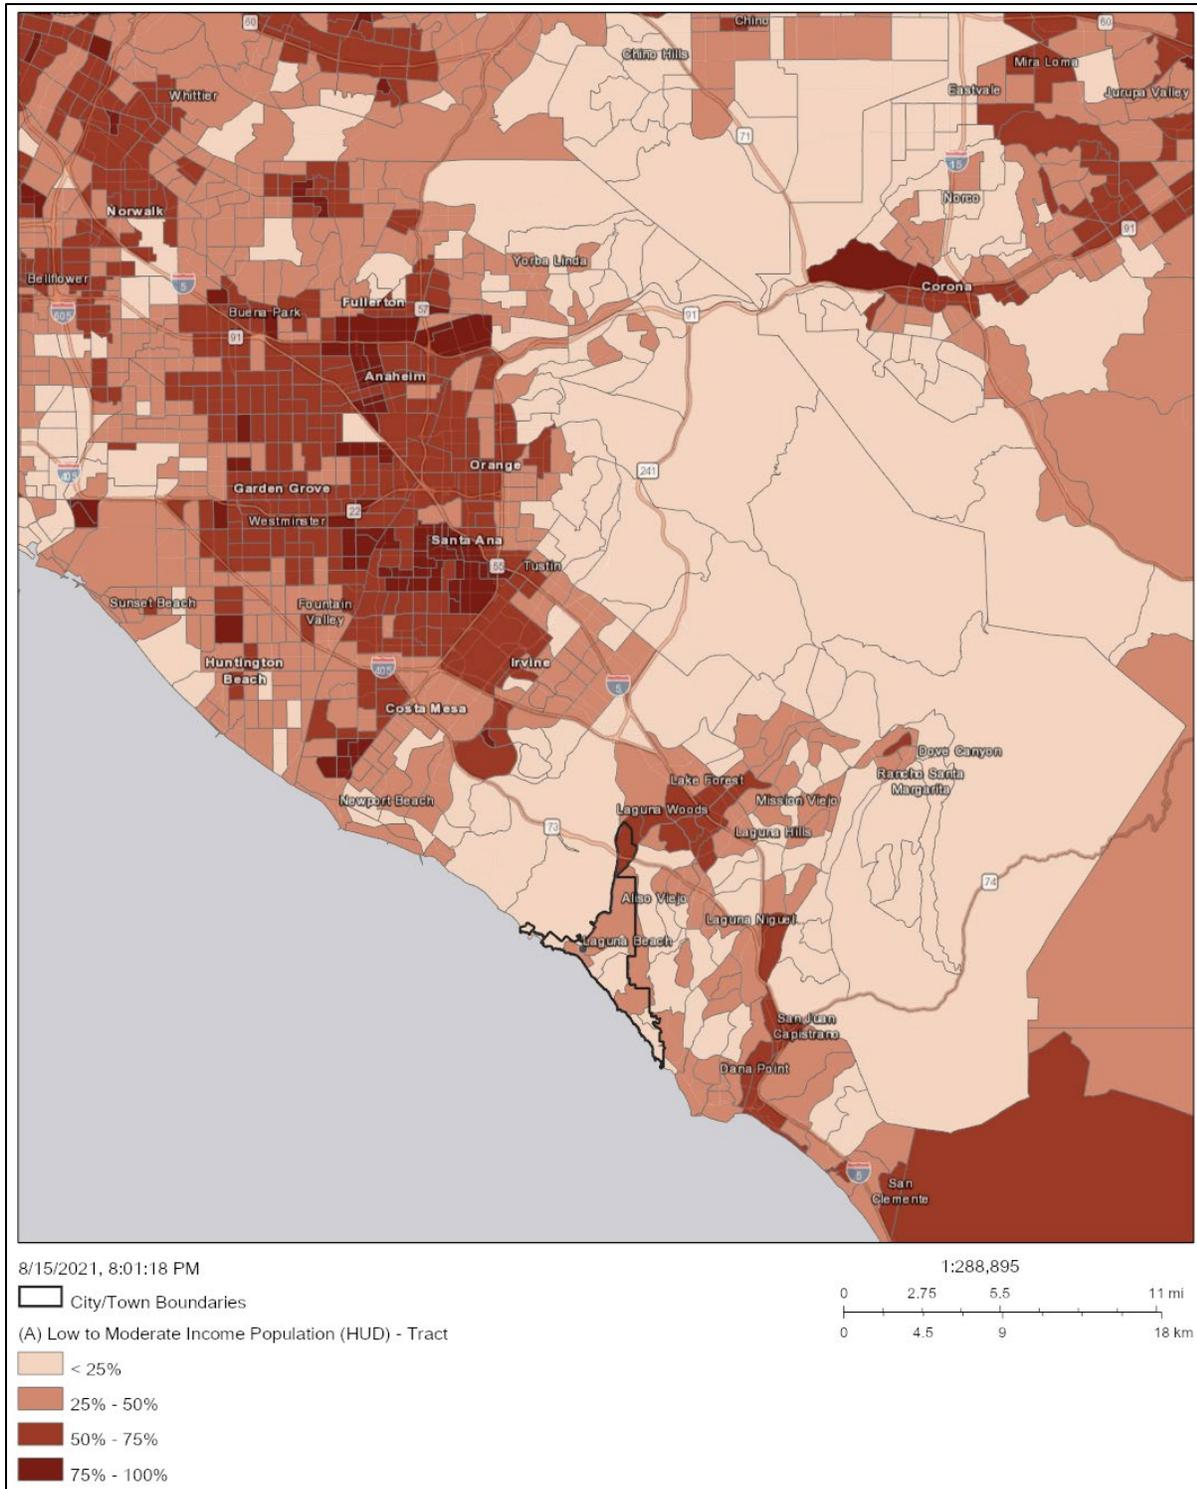 60
Chino
60
Chino Hills
Mira Loma
Whittier
Eastvale
Jurupa Valley
71
15
Norco
Norwalk
91
Yorba Linda
Bellflower
5
Corona
Fullerton
57
605
Buena Park
91
91
Anaheim
Orange
241
405
Garden Grove
22
Westminster
Santa Ana
55
Tustin
Sunset Beach
Fountain
Valley
Huntington
Beach
405
Irvine
5
Costa Mesa
Dove Canyon
Lake Forest
Rancho Santa
Margarita
Newport Beach
Mission Viejo
Laguna Woods
73
Laguna Hills
74
Aliso Viejo
Laguna Niguel
Laguna Beach
San Juan
Capistrano
Dana Point
5
San
Clemente
8/15/2021, 8:01:18 PM
1:288,895
0 2.75 5.5 11 mi
0 4.5 9 18 km
City/Town Boundaries
(A) Low to Moderate Income Population (HUD) - Tract
< 25%
25% - 50%
50% - 75%
75% - 100%